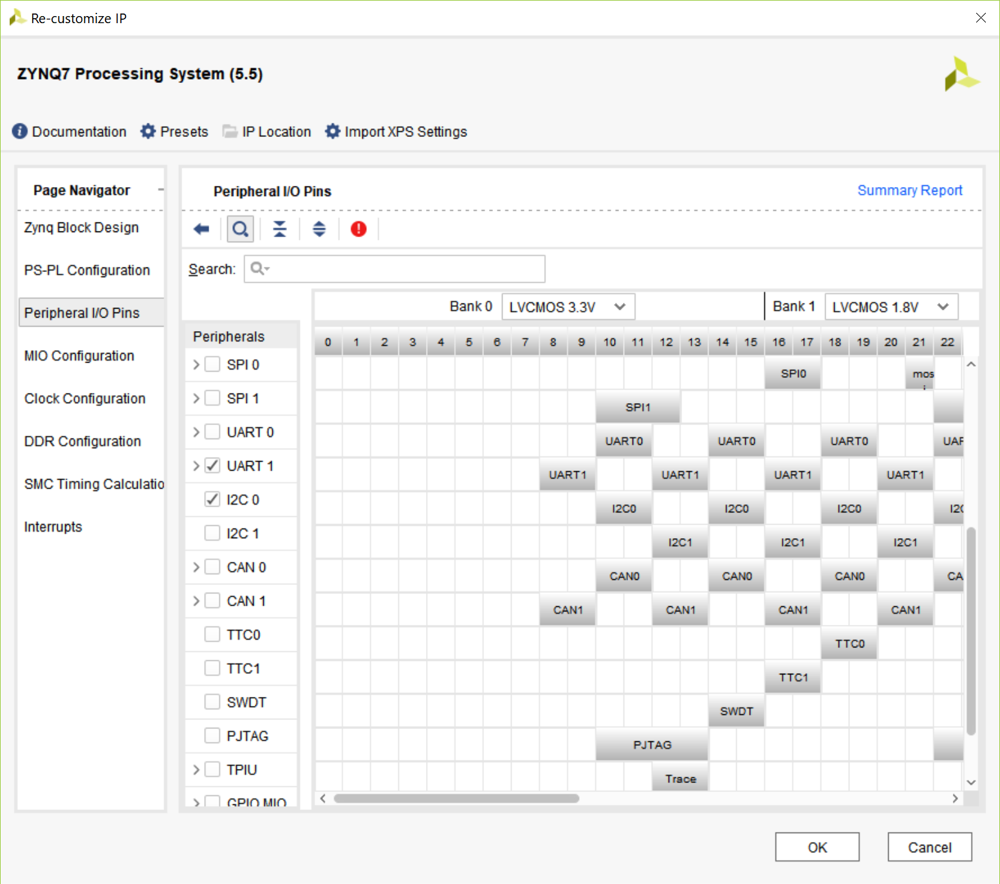 Re-customize IP
ZYNQ7 Processing System (5.5)
Documentation Presets IP Location Import XPS Settings
Page Navigator
Zynq Block Design
PS-PL Configuration
Peripheral I/O Pins
MIO Configuration
Clock Configuration
DDR Configuration
SMC Timing Calculatio
Interrupts
Peripheral I/O Pins Summary Report
Search:
Bank 0 LVCMOS 3.3V Bank 1 LVCMOS 1.8V
Peripherals 0 1 2 3 4 5 6 7 8 9 10 11 12 13 14 15 16 17 18 19 20 21 22
SPI 0 SPI0 mosi
SPI 1 SPI1
UART 0 UART0 UART0 UART0 UAR
UART 1 UART1 UART1 UART1 UART1
I2C 0 I2C0 I2C0 I2C0 I2C
I2C 1 I2C1 I2C1 I2C1
CAN 0 CAN0 CAN0 CAN0 CA
CAN 1 CAN1 CAN1 CAN1 CAN1
TTC0 TTC0
TTC1 TTC1
SWDT SWDT
PJTAG PJTAG
TPIU Trace
GPIO MIO
OK Cancel